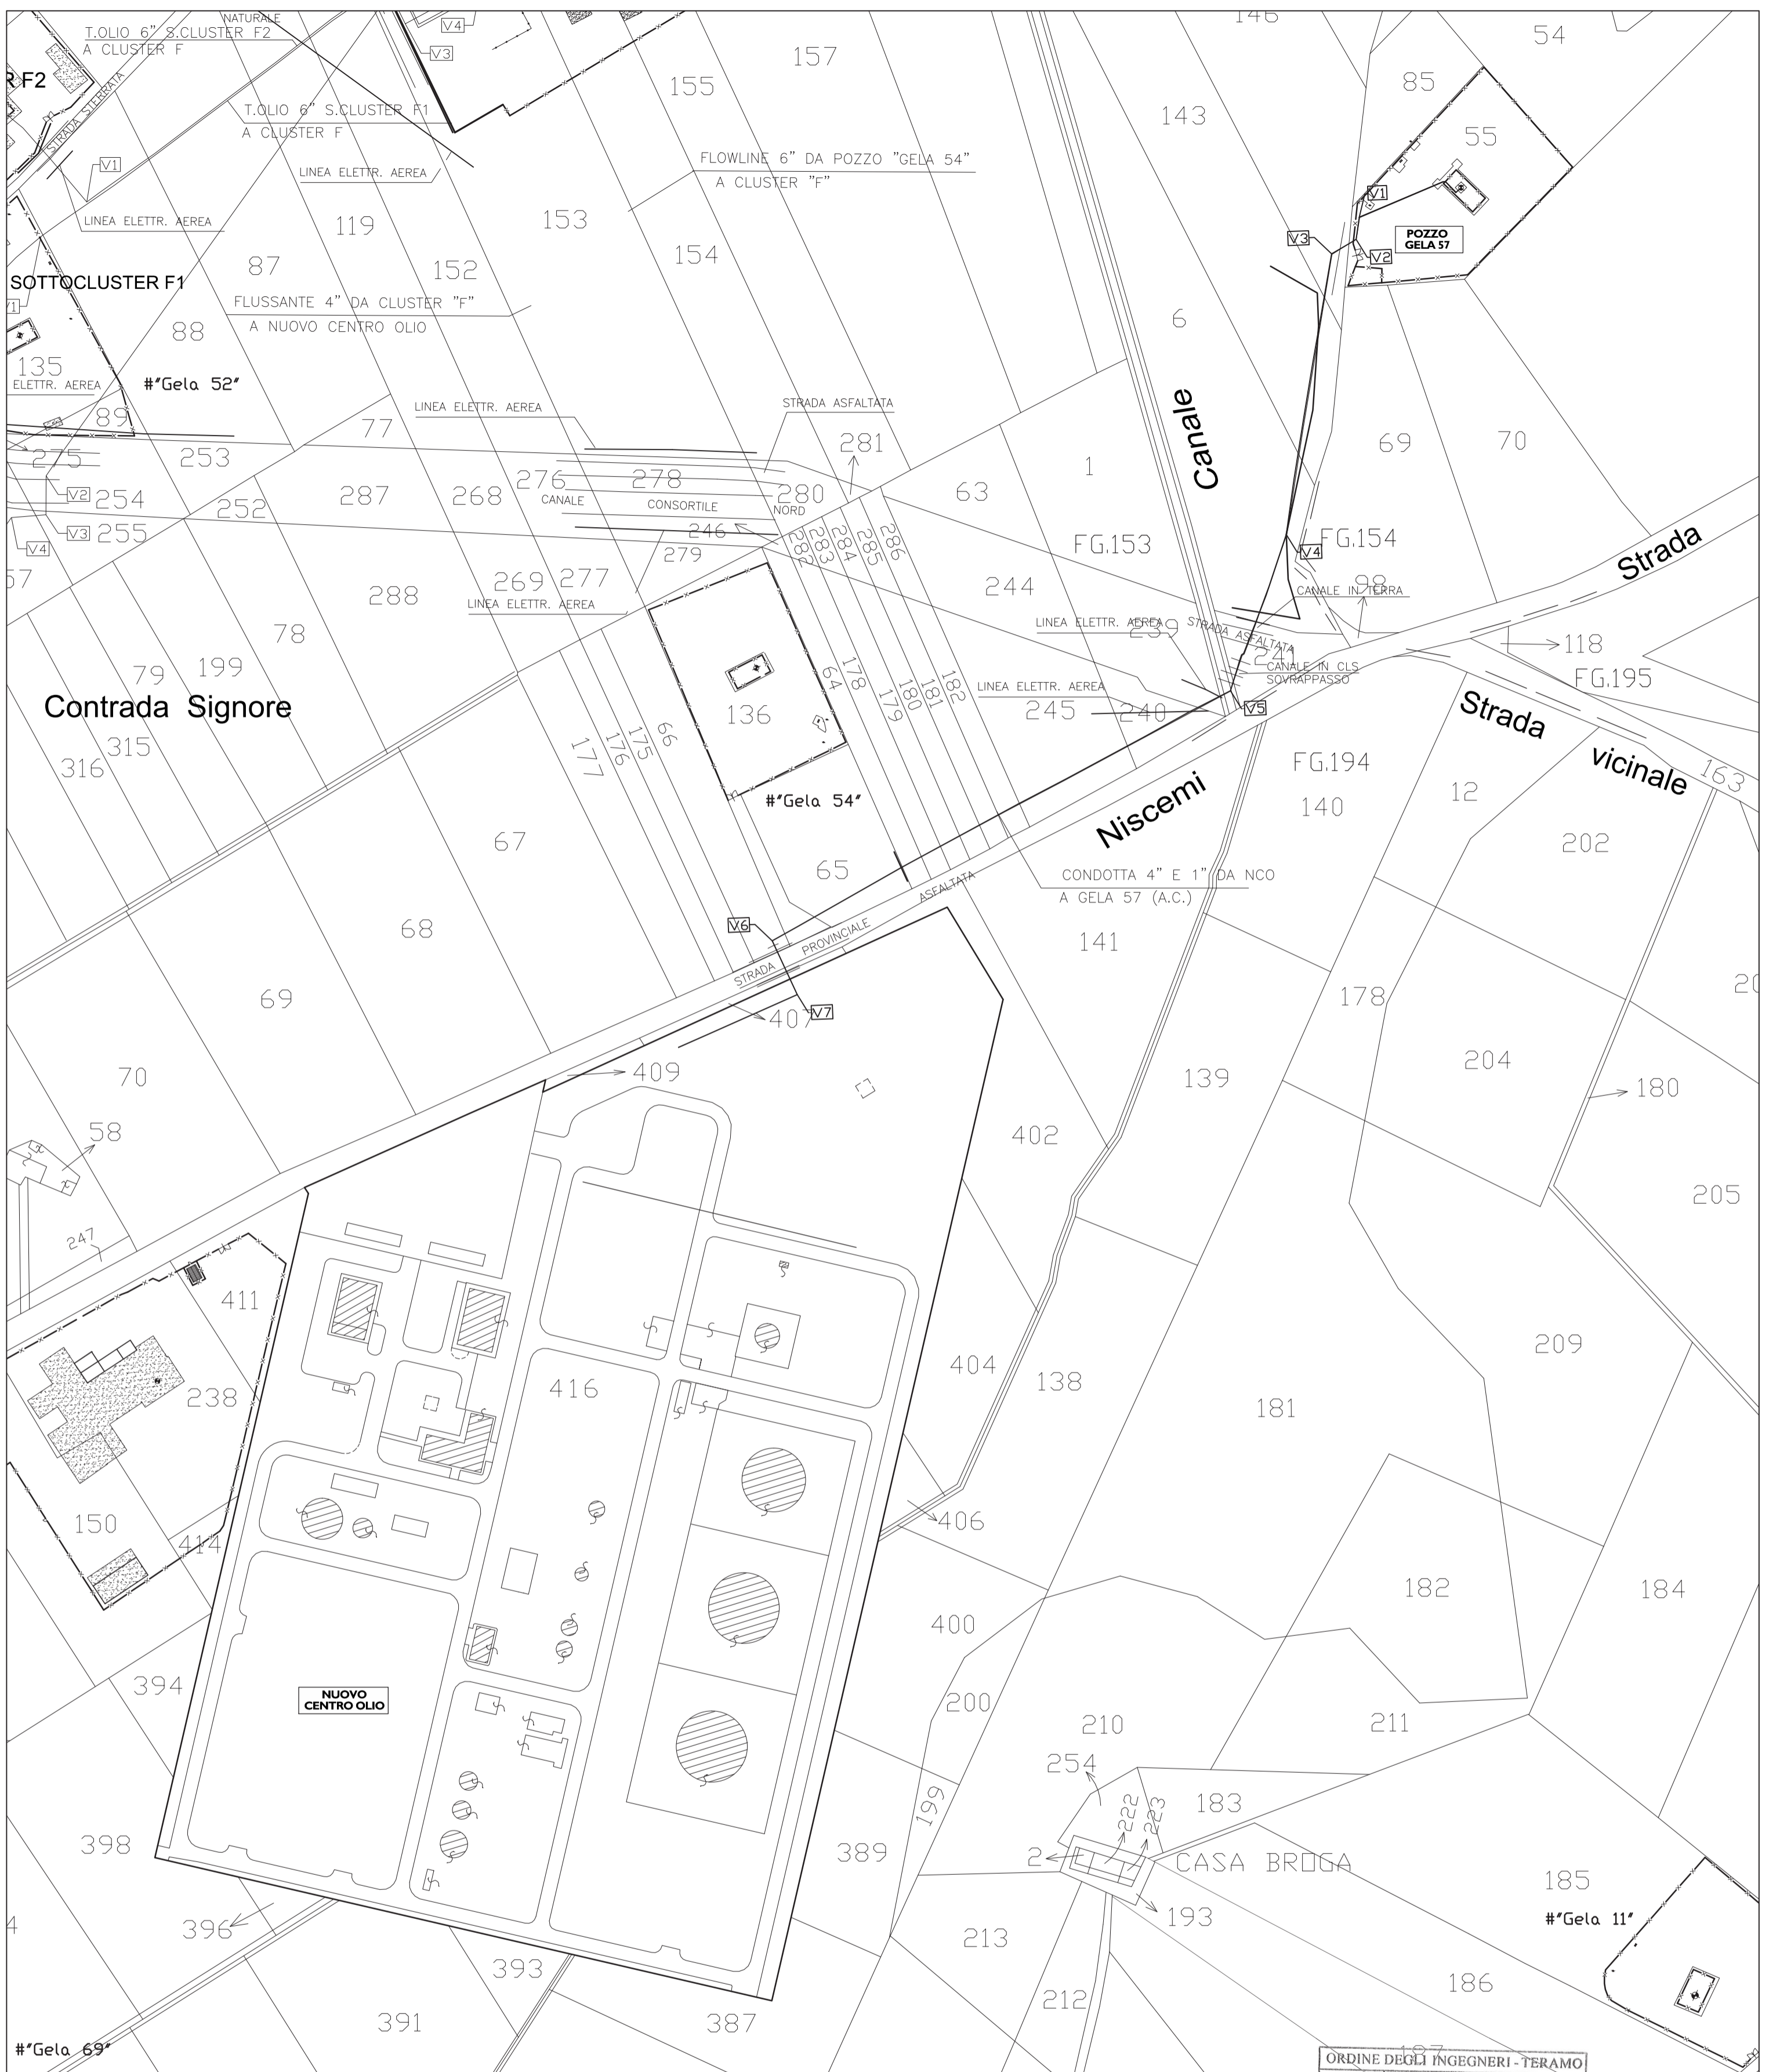 NATURALE
T.OLIO 6" S.CLUSTER F2
A CLUSTER F
R F2
STRADA STERRATA
V1
T.OLIO 6" S.CLUSTER F1
A CLUSTER F
LINEA ELETTR. AEREA
V4
V3
LINEA ELETTR. AEREA
157
155
146
54
143
85
55
FLOWLINE 6" DA POZZO "GELA 54"
A CLUSTER "F"
119
153
154
V1
V3
V2
POZZO
GELA 57
87
152
SOTTOCLUSTER F1
V1
FLUSSANTE 4" DA CLUSTER "F"
A NUOVO CENTRO OLIO
88
6
135
ELETTR. AEREA
#"Gela 52"
89
77
LINEA ELETTR. AEREA
STRADA ASFALTATA
281
Canale
69
70
275
253
V2
254
252
287
268
276
278
280
CANALE
CONSORTILE
NORD
63
1
V3
255
V4
57
246
279
282
283
284
285
286
FG.153
FG.154
V4
Strada
288
269
277
LINEA ELETTR. AEREA
244
98
CANALE IN TERRA
78
79
199
LINEA ELETTR. AEREA
239
STRADA ASFALTATA
241
CANALE IN CLS
SOVRAPPASSO
118
FG.195
Contrada Signore
136
64
178
179
180
181
182
LINEA ELETTR. AEREA
245
240
V5
Strada
vicinale
163
315
316
177
176
175
66
#"Gela 54"
Niscemi
FG.194
140
12
202
67
65
CONDOTTA 4" E 1" DA NCO
A GELA 57 (A.C.)
68
V6
STRADA
PROVINCIALE
ASFALTATA
141
69
407
V7
178
20
70
409
139
204
180
58
402
205
247
411
404
138
209
238
416
181
150
414
406
182
184
400
394
NUOVO
CENTRO OLIO
200
210
211
254
199
222
223
183
398
389
2
CASA BROGA
185
4
396
193
#"Gela 11"
393
213
186
391
387
212
#"Gela 69"
187
ORDINE DEGLI INGEGNERI - TERAMO